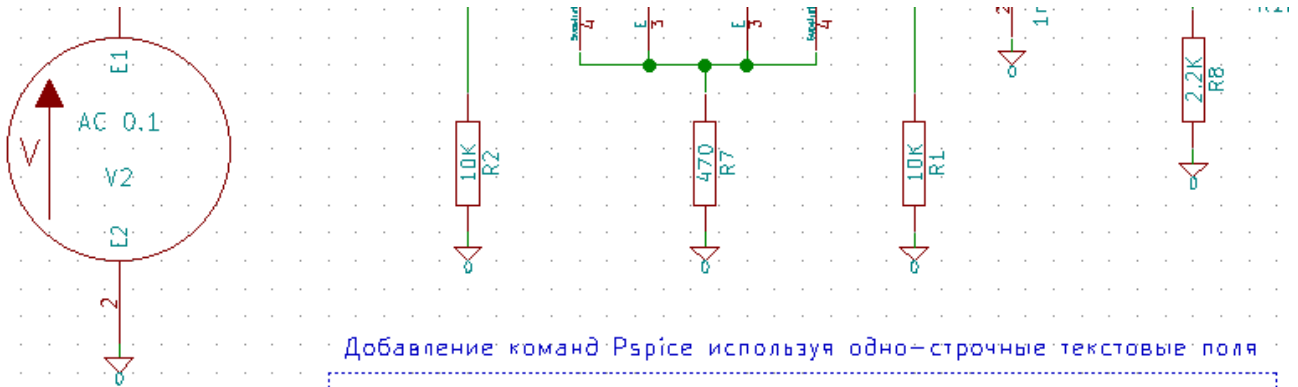 4
E
3
E
3
4
2
E1
AC 0.1
V
V2
E2
2
0
10K
R2
0
470
R7
0
10K
R1
0
0
2.2K
R8
0
Добавление команд Pspice используя одно-строчные текстовые поля